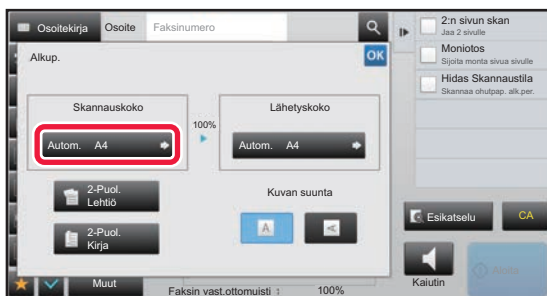 Osoitekirja
Osoite
Faksinumero
Alkup.
OK
Skannauskoko
100%
Lähetyskoko
Autom. A4
Autom. A4
2-Puol.
Lehtiö
2-Puol.
Kirja
Kuvan suunta
A
A
Muut
Faksin vast.ottomuisti :
100%
2:n sivun skan
Jaa 2 sivulle
Moniotos
Sijoita monta sivua sivulle
Hidas Skannaustila
Skannaa ohutpap. alk.per.
Esikatselu
CA
Kaiutin